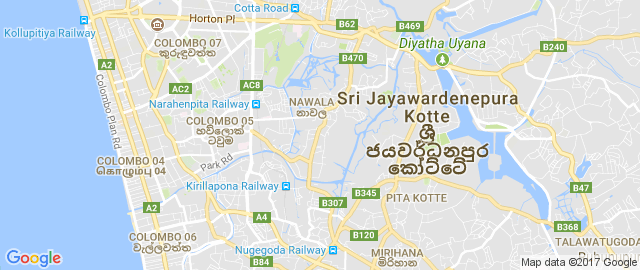 Cotta Road
Horton Pl
Kollupitiya Railway
B62
B469
Diyatha Uyana
B240
COLOMBO 07
කුරුඳුවත්ත
A2
B470
AC8
AC2
Colombo Plan Rd
Narahenpita Railway
NAWALA
නාවල
Sri Jayawardenepura
Kotte
ශ්‍රී
ජයවර්ධනපුර
කෝට්ටේ
COLOMBO 05
හැව්ලොක්
ටවුම
Park Rd
COLOMBO 04
கொழும்பு 04
Kirillapona Railway
B345
B47
PITA KOTTE
A2
B307
A4
B368
COLOMBO 06
වැල්ලවත්ත
B120
TALAWATUGODA
Nugegoda Railway
B84
MIRIHANA
මිරිහාන
Google
Map data ©2017 Google